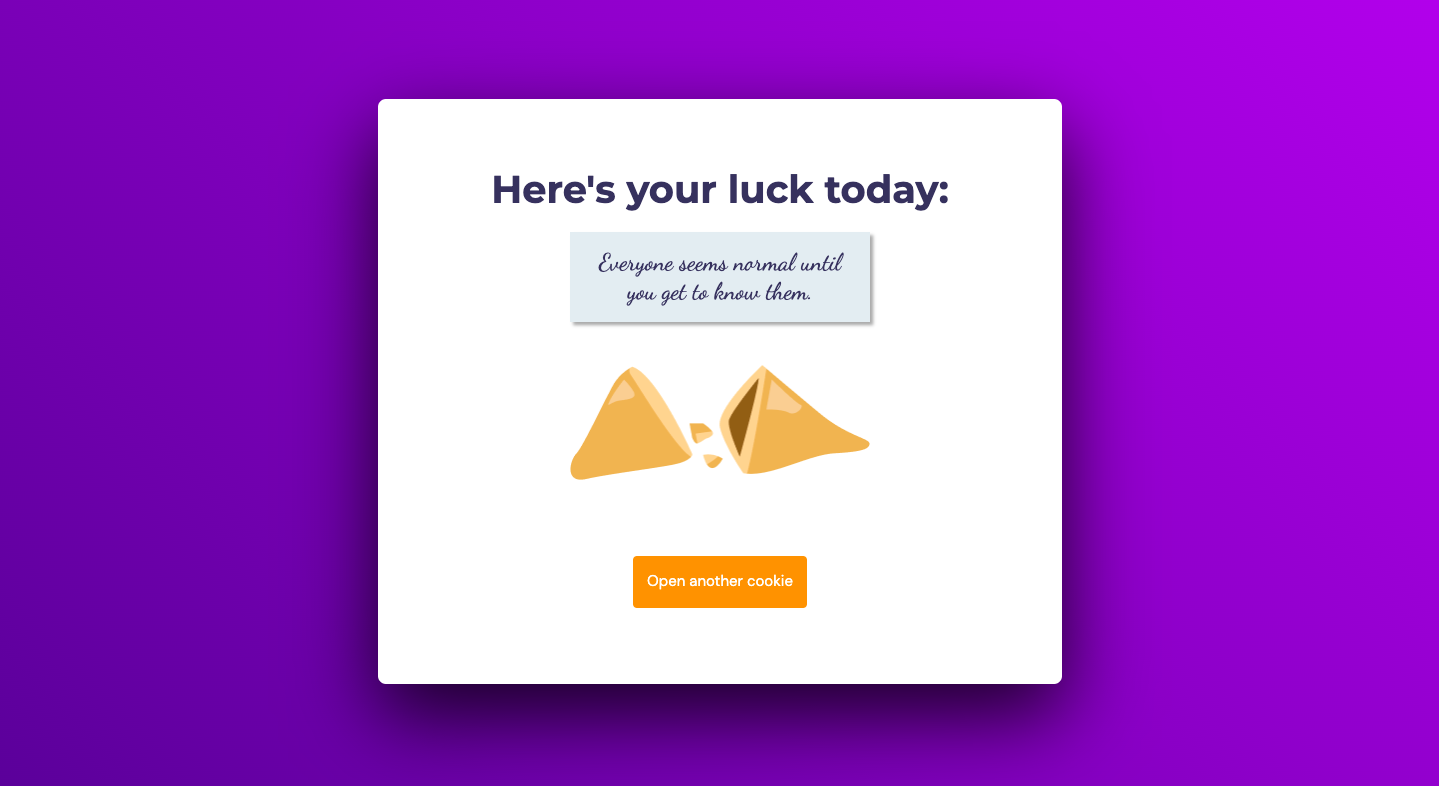 Here's your luck today:
Everyone seems normal until
you get to know them.
Open another cookie